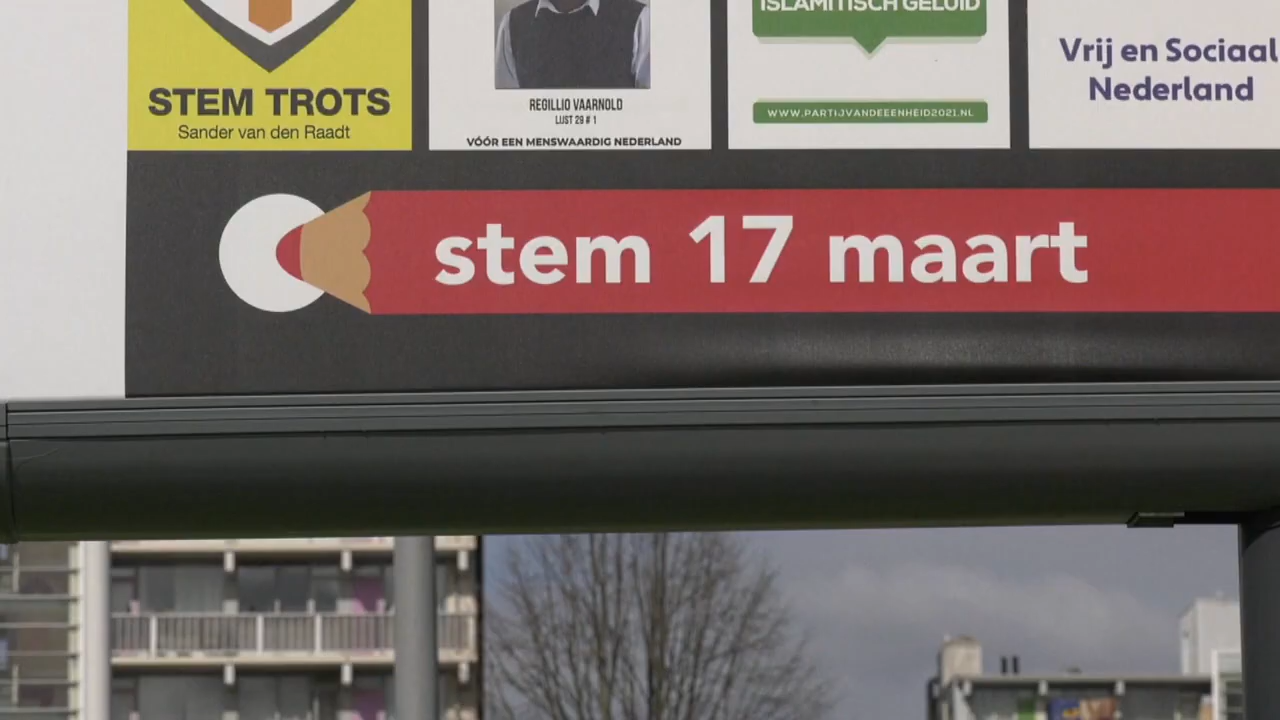 STEM TROTS
Sander van den Raadt
REGILLIO VAARNOLD
LIJST 29 # 1
VÓÓR EEN MENSWAARDIG NEDERLAND
ISLAMITISCH GELUID
WWW.PARTIJVANDEEENHEID2021.NL
Vrij en Sociaal
Nederland
stem 17 maart